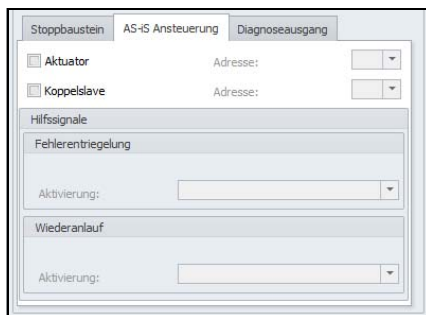 Stoppbaustein AS-iS Ansteuerung Diagnoseausgang
Aktuator Adresse:
Koppelslave Adresse:
Hilfssignale
Fehlerentriegelung
Aktivierung:
Wiederanlauf
Aktivierung: